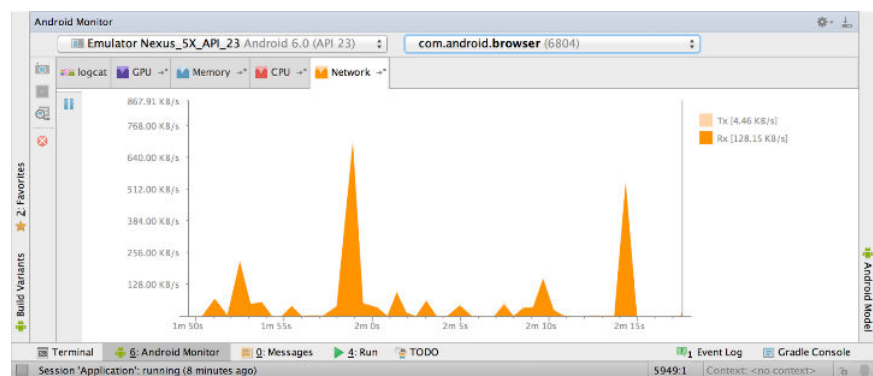 Android Monitor
Emulator Nexus_5X_API_23 Android 6.0 (API 23)
com.android.browser (6804)
logcat
GPU
Memory
CPU
Network
867.91 KB/s
768.00 KB/s
640.00 KB/s
512.00 KB/s
384.00 KB/s
256.00 KB/s
128.00 KB/s
Tx [4.46 KB/s]
Rx [128.15 KB/s]
1m 50s 1m 55s 2m 0s 2m 5s 2m 10s 2m 15s
2: Favorites
Build Variants
Android Model
Terminal 6: Android Monitor 0: Messages 4: Run TODO 1 Event Log Gradle Console
Session 'Application': running (8 minutes ago) 5949:1 Context: <no context>